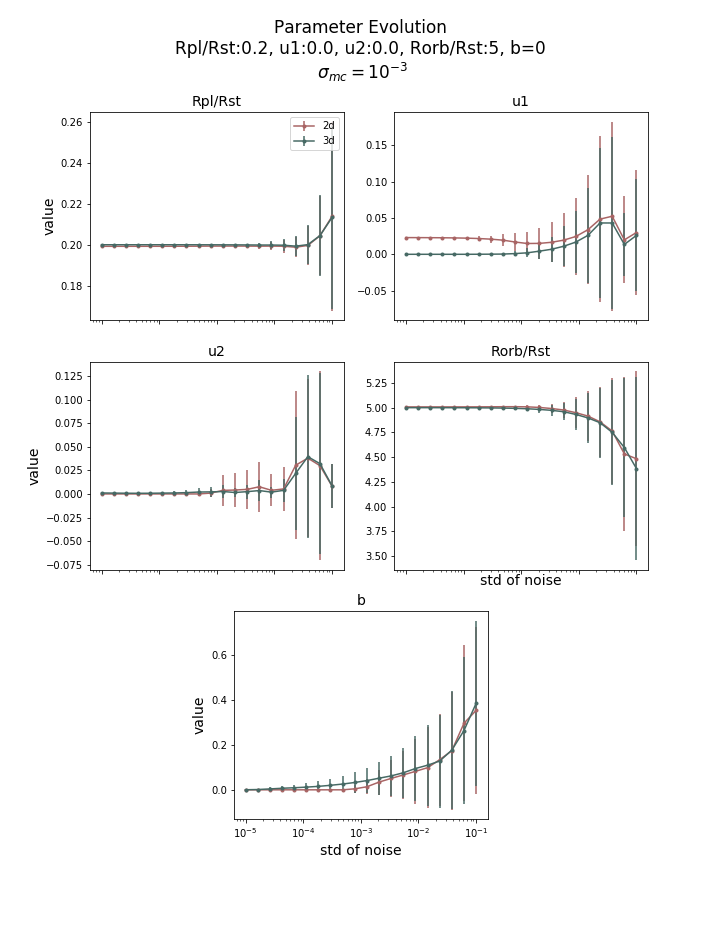 Parameter Evolution
Rpl/Rst:0.2, u1:0.0, u2:0.0, Rorb/Rst:5, b=0
σ_mc = 10^−3
Rpl/Rst
u1
0.26
0.24
0.22
0.20
0.18
value
2d
3d
0.15
0.10
0.05
0.00
−0.05
u2
Rorb/Rst
0.125
0.100
0.075
0.050
0.025
0.000
−0.025
−0.050
−0.075
value
5.25
5.00
4.75
4.50
4.25
4.00
3.75
3.50
std of noise
b
0.6
0.4
0.2
0.0
value
10^−5
10^−4
10^−3
10^−2
10^−1
std of noise